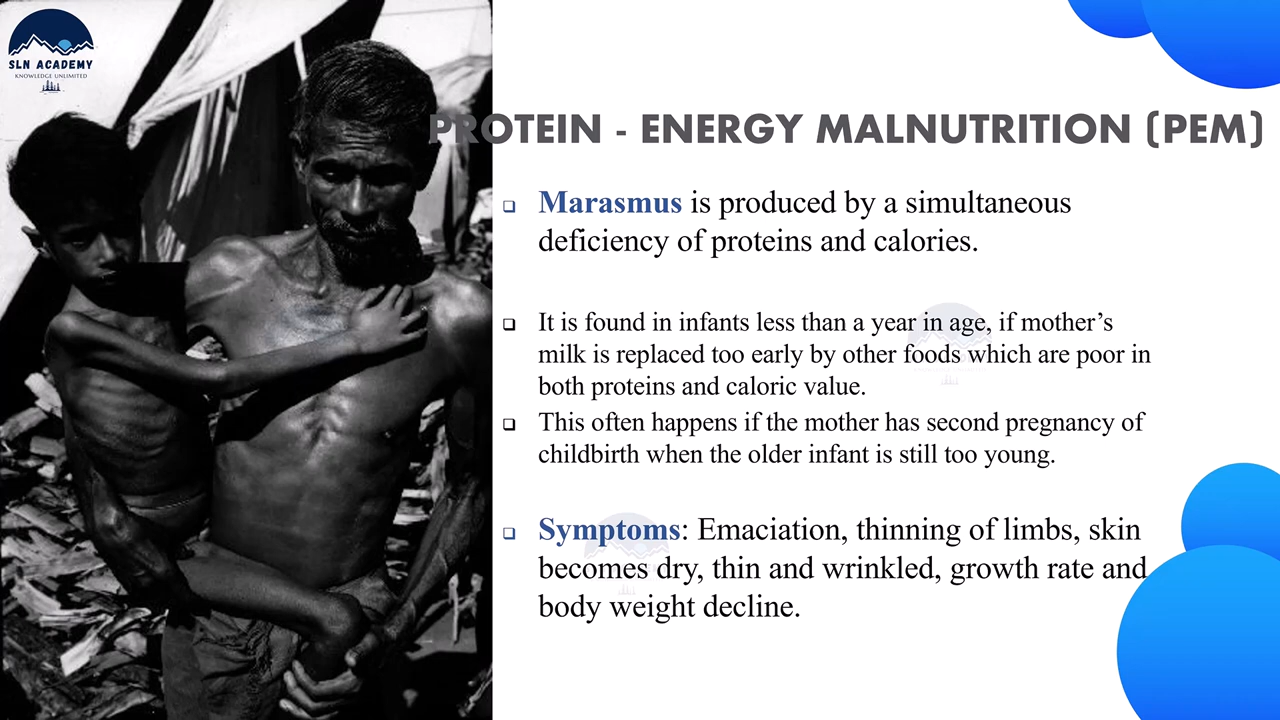 SLN ACADEMY
KNOWLEDGE UNLIMITED
PROTEIN - ENERGY MALNUTRITION (PEM)
Marasmus is produced by a simultaneous
deficiency of proteins and calories.
It is found in infants less than a year in age, if mother's
milk is replaced too early by other foods which are poor in
both proteins and caloric value.
This often happens if the mother has second pregnancy of
childbirth when the older infant is still too young.
Symptoms: Emaciation, thinning of limbs, skin
becomes dry, thin and wrinkled, growth rate and
body weight decline.